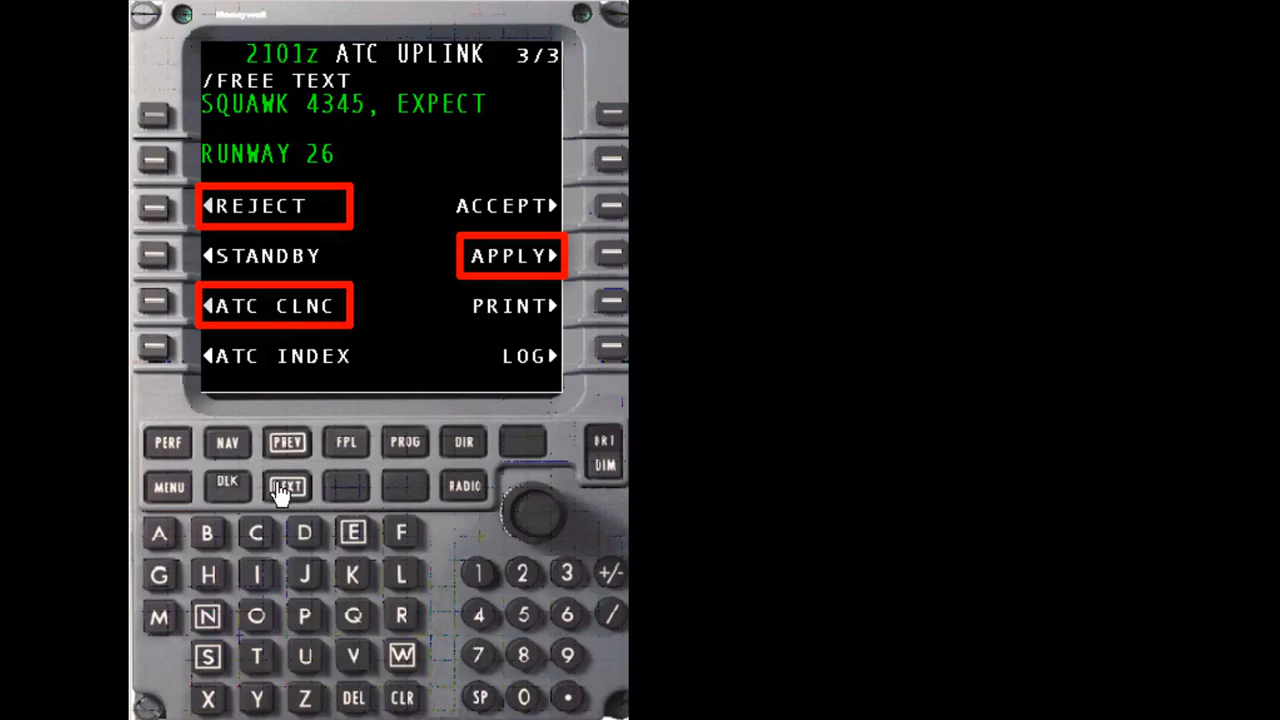 Honeywell
2101z ATC UPLINK 3/3
/FREE TEXT
SQUAWK 4345, EXPECT
RUNWAY 26
REJECT ACCEPT
STANDBY APPLY
ATC CLNC PRINT
ATC INDEX LOG
PERF NAV PREV FPL PROG DIR BRT
DIM
MENU DLK NEXT RADIO
A B C D E F
G H I J K L 1 2 3 +/-
M N O P Q R 4 5 6 /
S T U V W 7 8 9
X Y Z DEL CLR SP 0 •